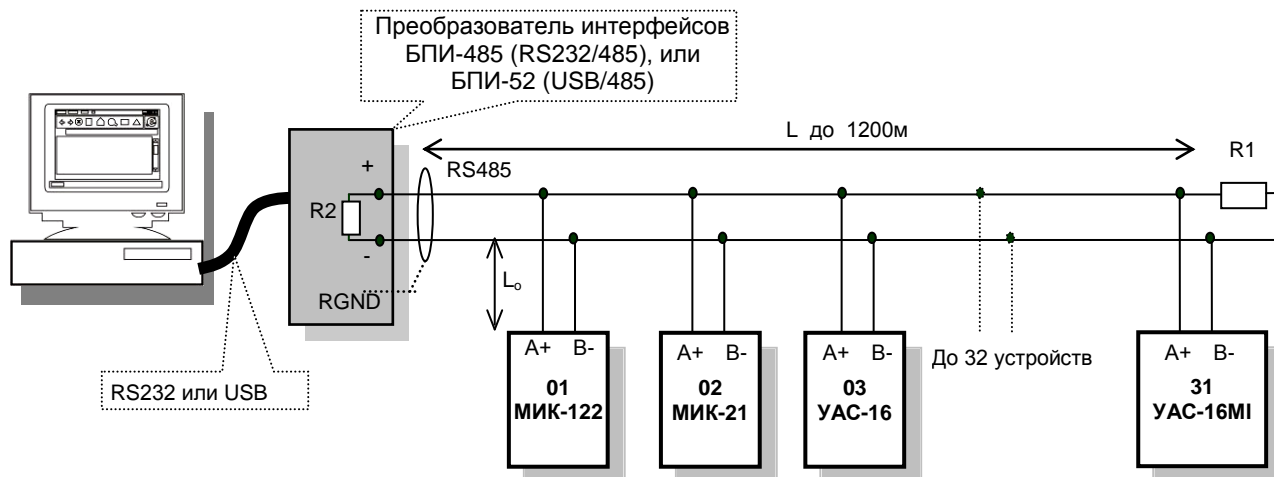 Преобразователь интерфейсов
БПИ-485 (RS232/485), или
БПИ-52 (USB/485)
L до 1200м
R1
+
RS485
R2
-
Lo
RGND
A+ B-
01
МИК-122
A+ B-
02
МИК-21
A+ B-
03
УАС-16
До 32 устройств
A+ B-
31
УАС-16МІ
RS232 или USB